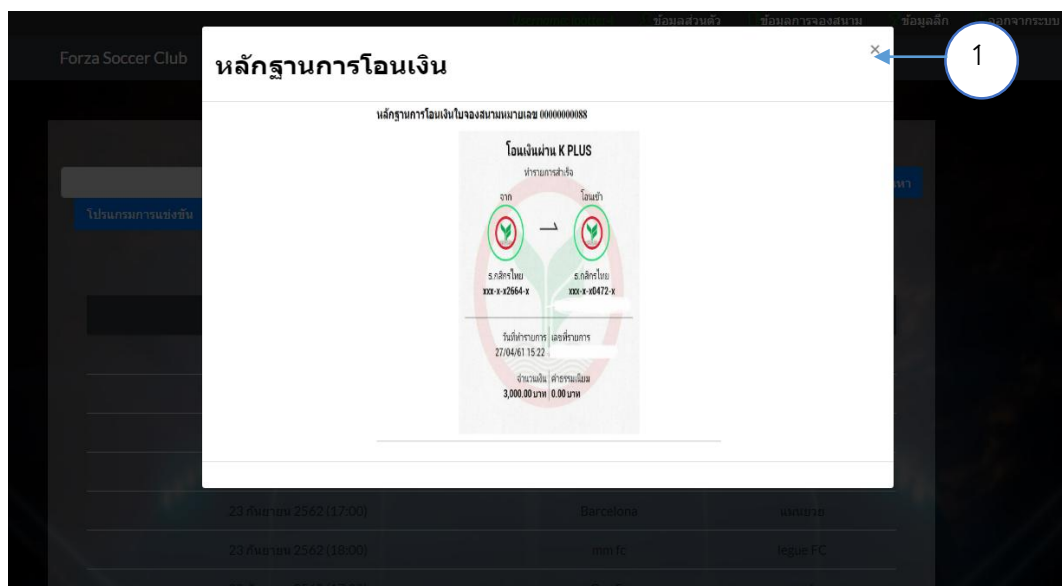 ข้อมูลส่วนตัว ข้อมูลการจองสนาม ข้อมูลลีก ออกจากระบบ
Forza Soccer Club
หลักฐานการโอนเงิน
×
1
หลักฐานการโอนเงินใบจองสนามหมายเลข 00000000088
โอนเงินผ่าน K PLUS
ทำรายการสำเร็จ
จาก โอนเข้า
ธ.กสิกรไทย ธ.กสิกรไทย
xxx-x-x2664-x xxx-x-x0472-x
วันที่ทำรายการ เลขที่รายการ
27/04/61 15:22
จำนวนเงิน ค่าธรรมเนียม
3,000.00 บาท 0.00 บาท
โปรแกรมการแข่งขัน
23 กันยายน 2562 (17:00) Barcelona แมนยวย
23 กันยายน 2562 (18:00) mm fc legue FC